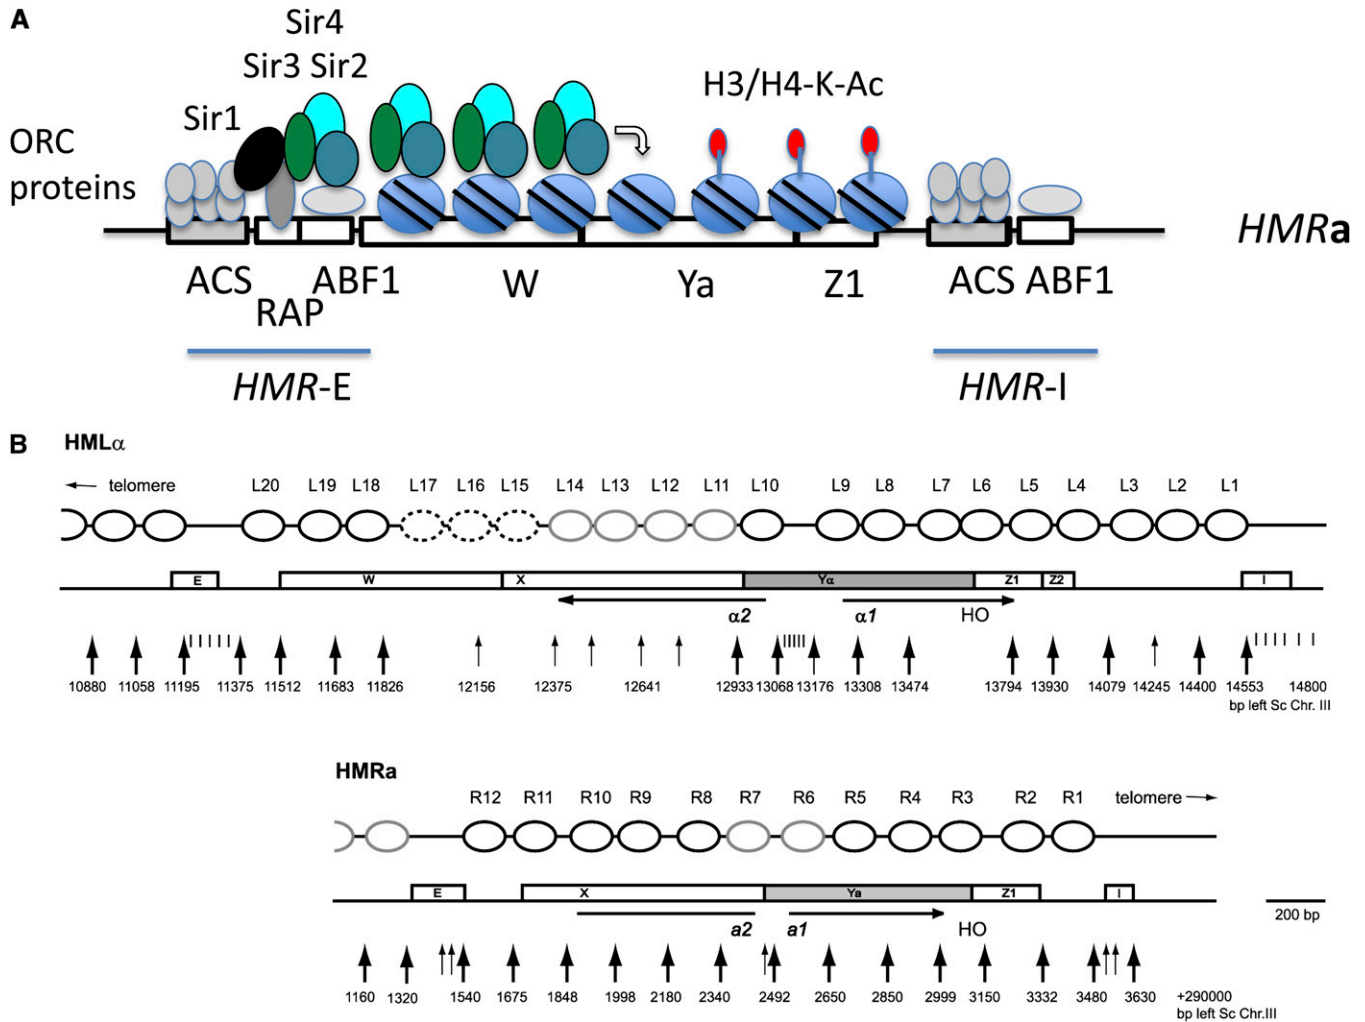 A
Sir4
Sir3 Sir2
Sir1
H3/H4-K-Ac
ORC
proteins
HMRa
ACS ABF1 W Ya Z1 ACS ABF1
RAP
HMR-E HMR-I
B HMLα
telomere L20 L19 L18 L17 L16 L15 L14 L13 L12 L11 L10 L9 L8 L7 L6 L5 L4 L3 L2 L1
E W X Yα Z1 Z2 I
α2 α1 HO
10880 11058 11195 11375 11512 11683 11826 12156 12375 12641 12933 13068 13176 13308 13474 13794 13930 14079 14245 14400 14553 14800
bp left Sc Chr. III
HMRa
R12 R11 R10 R9 R8 R7 R6 R5 R4 R3 R2 R1 telomere
E X Ya Z1 I
200 bp
a2 a1 HO
1160 1320 1540 1675 1848 1998 2180 2340 2492 2650 2850 2999 3150 3332 3480 3630 +290000
bp left Sc Chr.III